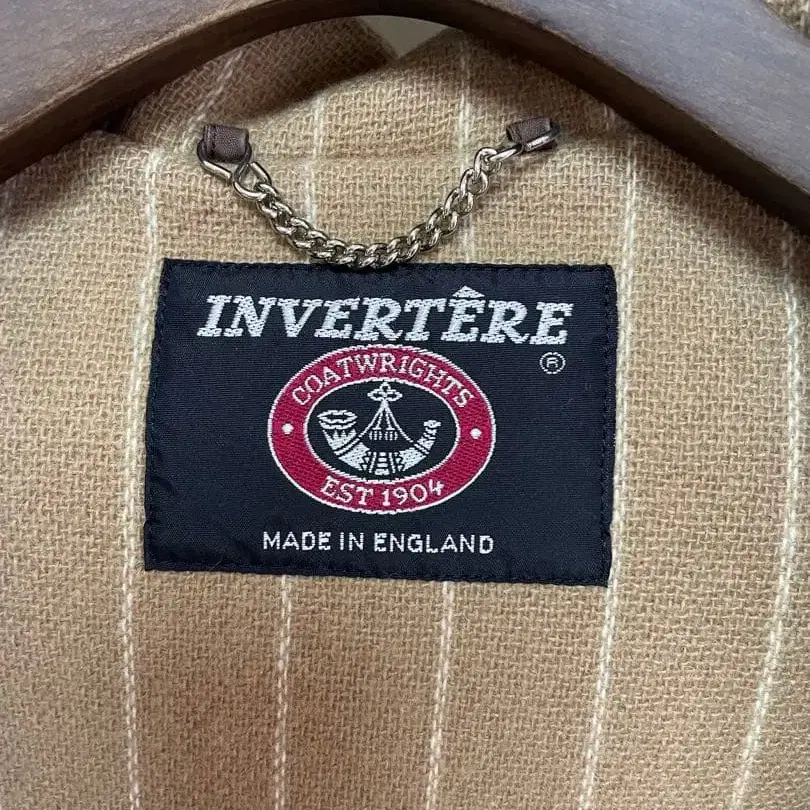 INVERTÊRE
®
COATWRIGHTS
EST 1904
MADE IN ENGLAND